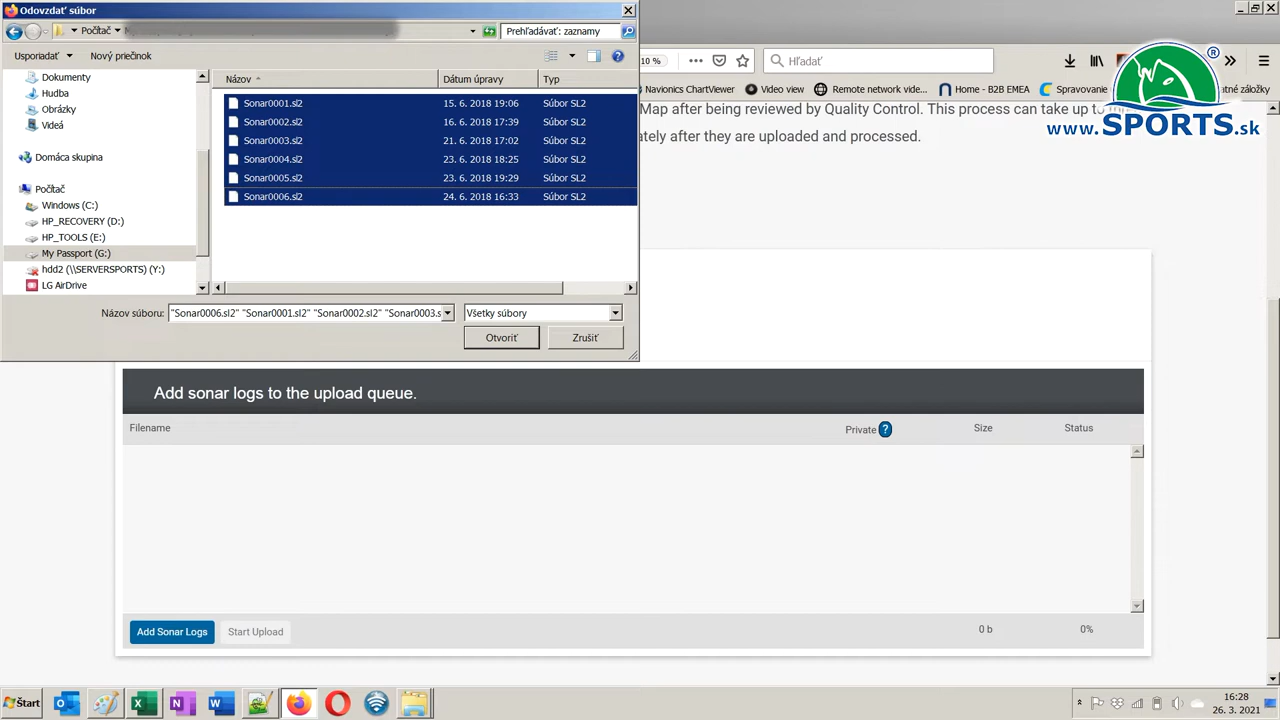 Odovzdať súbor
Počítač
Prehľadávať: zaznamy
Usporiadať
Nový priečinok
Dokumenty
Hudba
Obrázky
Videá
Domáca skupina
Počítač
Windows (C:)
HP_RECOVERY (D:)
HP_TOOLS (E:)
My Passport (G:)
hdd2 (\\SERVERSPORTS) (Y:)
LG AirDrive
Názov Dátum úpravy Typ
Sonar0001.sl2 15. 6. 2018 19:06 Súbor SL2
Sonar0002.sl2 16. 6. 2018 17:39 Súbor SL2
Sonar0003.sl2 21. 6. 2018 17:02 Súbor SL2
Sonar0004.sl2 23. 6. 2018 18:25 Súbor SL2
Sonar0005.sl2 23. 6. 2018 19:29 Súbor SL2
Sonar0006.sl2 24. 6. 2018 16:33 Súbor SL2
Názov súboru: "Sonar0006.sl2" "Sonar0001.sl2" "Sonar0002.sl2" "Sonar0003.s
Všetky súbory
Otvoriť Zrušiť
10 %
Hľadať
Navionics ChartViewer Video view Remote network vide... Home - B2B EMEA Spravovanie
tné záložky
® 
www.SPORTS.sk
Map after being reviewed by Quality Control. This process can take up to
ately after they are uploaded and processed.
Add sonar logs to the upload queue.
Filename Private ? Size Status
Add Sonar Logs Start Upload 0 b 0%
Štart
16:28
26. 3. 2021